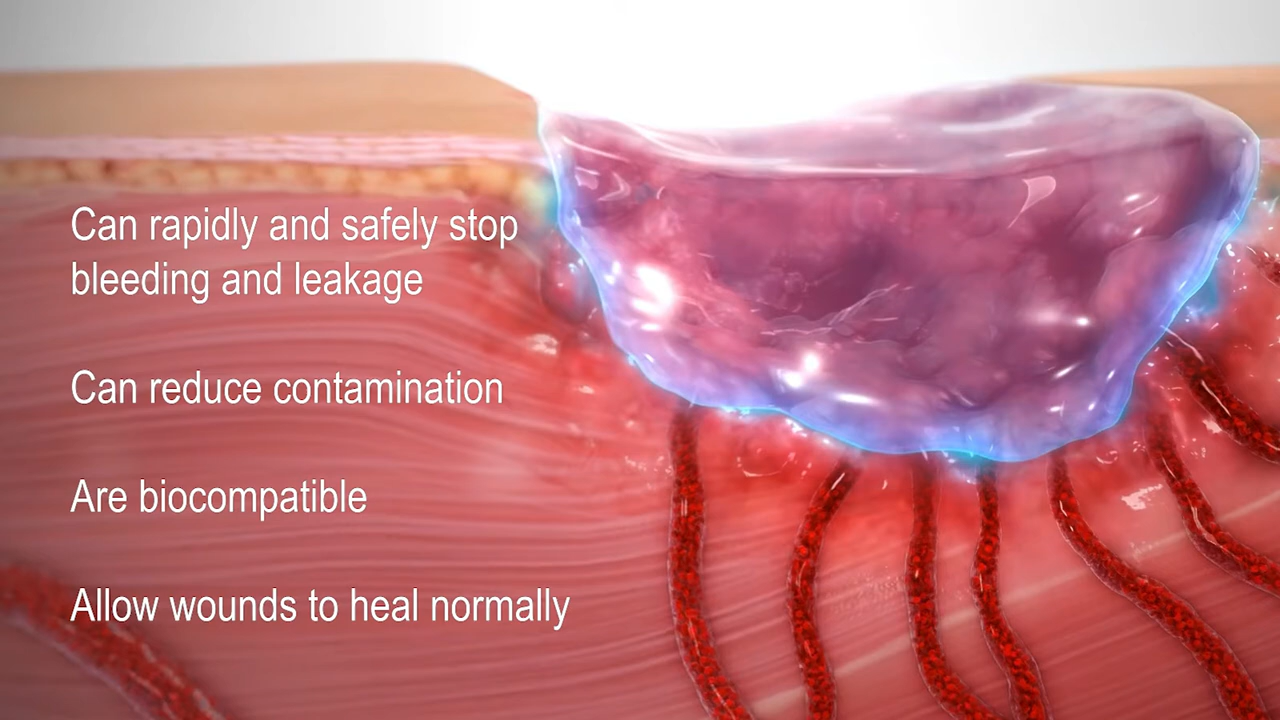 Can rapidly and safely stop
bleeding and leakage
Can reduce contamination
Are biocompatible
Allow wounds to heal normally